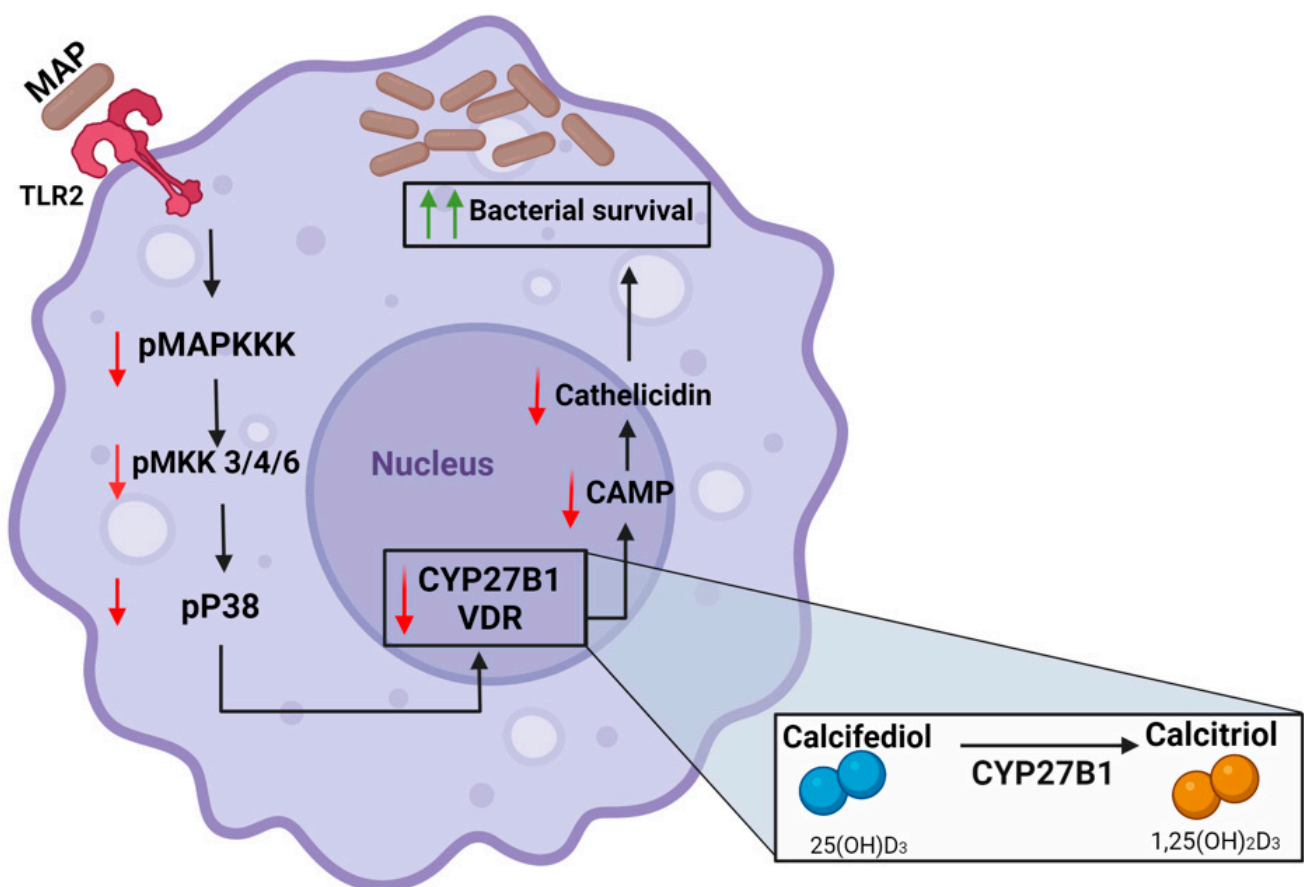 MAP
TLR2
Bacterial survival
pMAPKKK
Cathelicidin
pMKK 3/4/6
Nucleus
CAMP
CYP27B1
VDR
pP38
Calcifediol
Calcitriol
CYP27B1
25(OH)D₃
1,25(OH)₂D₃